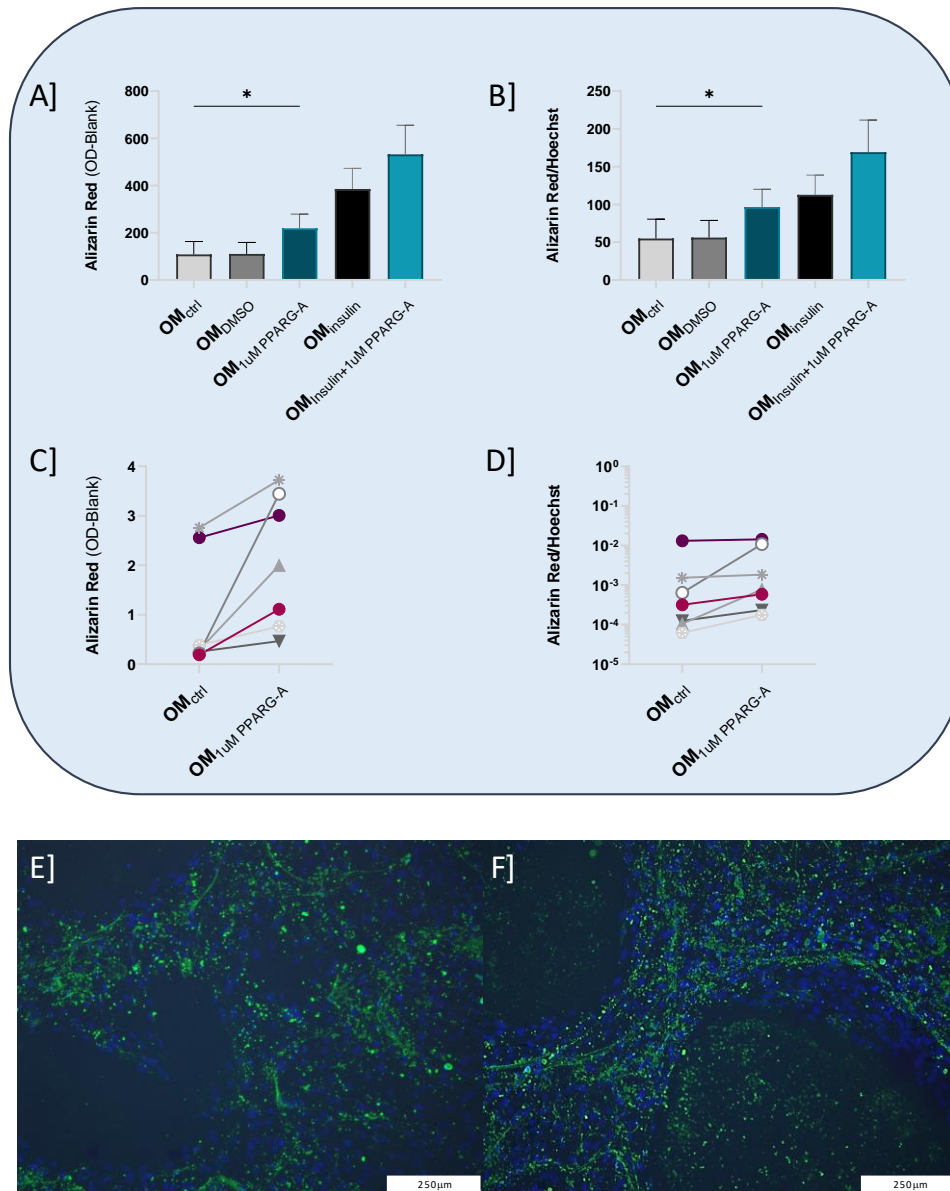 A]
Alizarin Red (OD-Blank)
800
600
400
200
0
*
OMctrl
OMDMSO
OM1uM PPARG-A
OMInsulin
OMInsulin+1uM PPARG-A
B]
Alizarin Red/Hoechst
250
200
150
100
50
0
*
OMctrl
OMDMSO
OM1uM PPARG-A
OMInsulin
OMInsulin+1uM PPARG-A
C]
Alizarin Red (OD-Blank)
4
3
2
1
0
OMctrl
OM1uM PPARG-A
D]
Alizarin Red/Hoechst
10⁰
10⁻¹
10⁻²
10⁻³
10⁻⁴
10⁻⁵
OMctrl
OM1uM PPARG-A
E]
250µm
F]
250µm